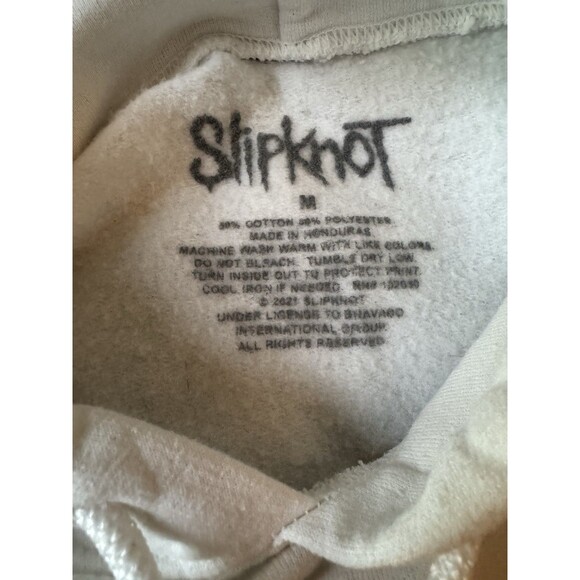 Slipknot
M
50% COTTON 50% POLYESTER
MADE IN HONDURAS
MACHINE WASH WARM WITH LIKE COLORS.
DO NOT BLEACH. TUMBLE DRY LOW.
TURN INSIDE OUT TO PROTECT PRINT.
COOL IRON IF NEEDED.
© 2021 SLIPKNOT
UNDER LICENSE TO BRAVADO
INTERNATIONAL GROUP.
ALL RIGHTS RESERVED